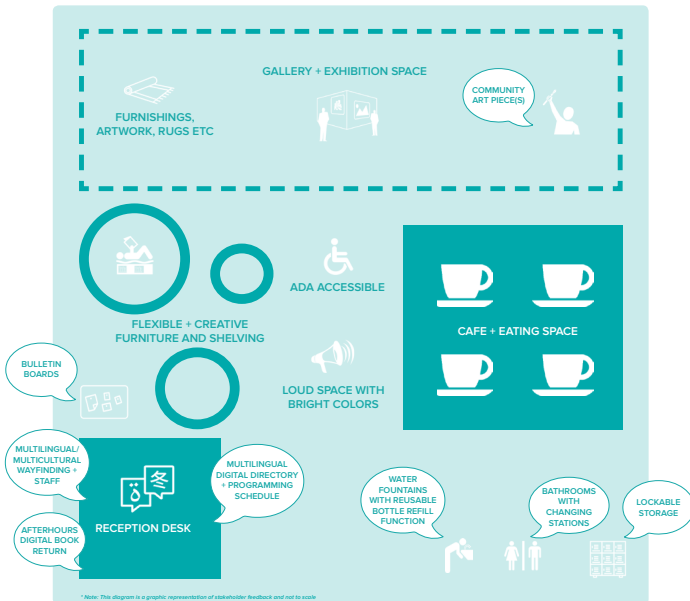 GALLERY + EXHIBITION SPACE
FURNISHINGS,
ARTWORK, RUGS ETC
COMMUNITY
ART PIECE(S)
ADA ACCESSIBLE
FLEXIBLE + CREATIVE
FURNITURE AND SHELVING
CAFE + EATING SPACE
LOUD SPACE WITH
BRIGHT COLORS
BULLETIN
BOARDS
MULTILINGUAL/
MULTICULTURAL
WAYFINDING +
STAFF
ة
冬
RECEPTION DESK
MULTILINGUAL
DIGITAL DIRECTORY
+ PROGRAMMING
SCHEDULE
AFTERHOURS
DIGITAL BOOK
RETURN
WATER
FOUNTAINS
WITH REUSABLE
BOTTLE REFILL
FUNCTION
BATHROOMS
WITH
CHANGING
STATIONS
LOCKABLE
STORAGE
* Note: This diagram is a graphic representation of stakeholder feedback and not to scale